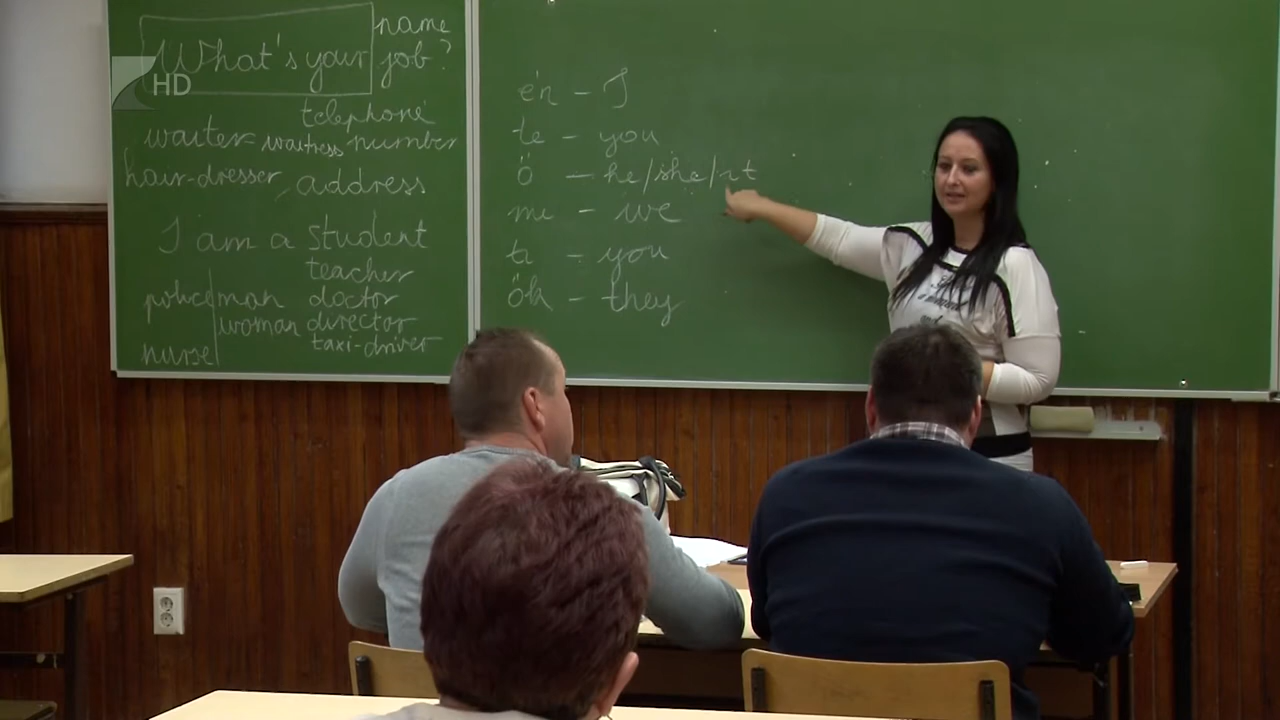 name
What's your job?
telephone
waiter waitress number
hair-dresser, address
I am a student
teacher
policeman doctor
woman director
taxi-driver
nurse
én - I
te - you
ő - he/she/it
mi - we
ti - you
ők - they
HD